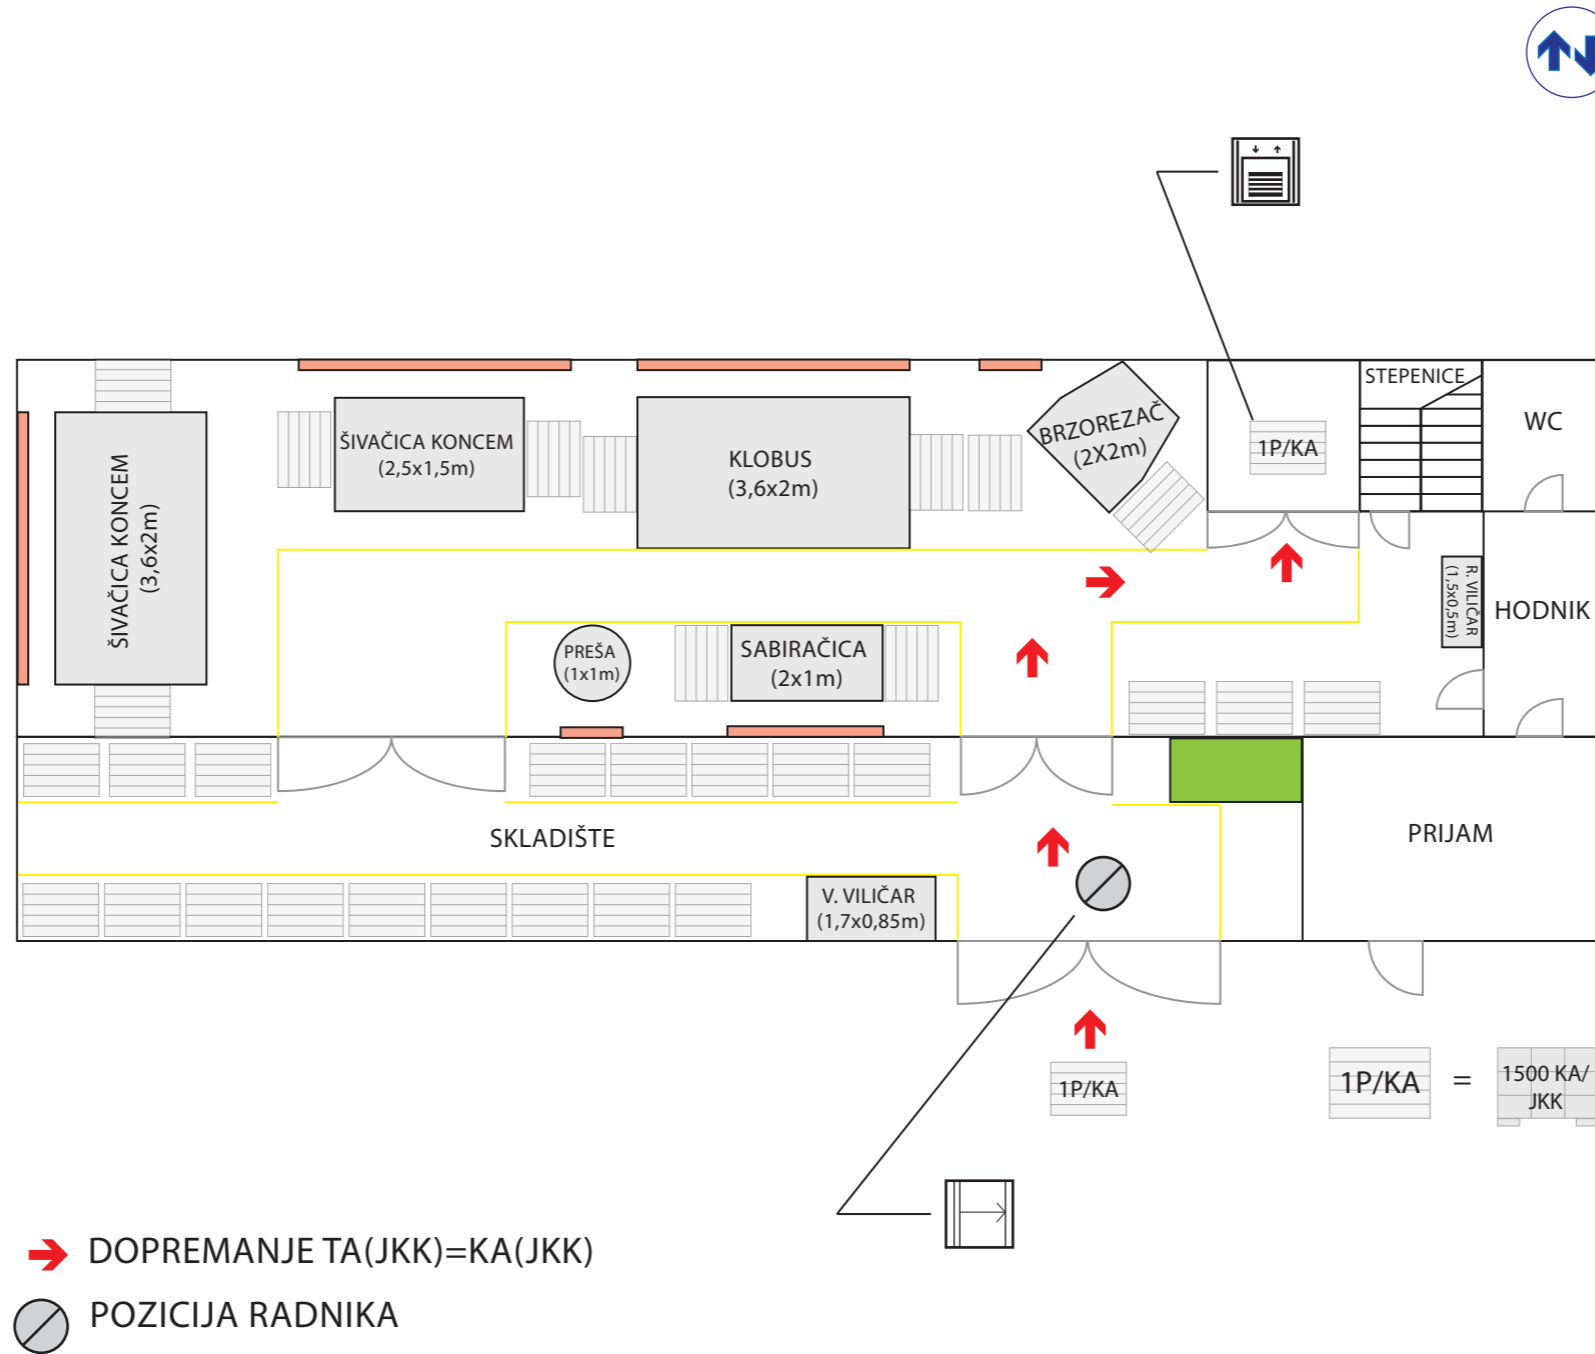 STEPENICE
WC
1P/KA
BRZOREZAČ
(2X2m)
ŠIVAČICA KONCEM
(2,5x1,5m)
KLOBUS
(3,6x2m)
ŠIVAČICA KONCEM
(3,6x2m)
R. VILIČAR
(1,5x0,5m)
HODNIK
PREŠA
(1x1m)
SABIRAČICA
(2x1m)
SKLADIŠTE
PRIJAM
V. VILIČAR
(1,7x0,85m)
1P/KA
1P/KA
=
1500 KA/
JKK
DOPREMANJE TA(JKK)=KA(JKK)
POZICIJA RADNIKA